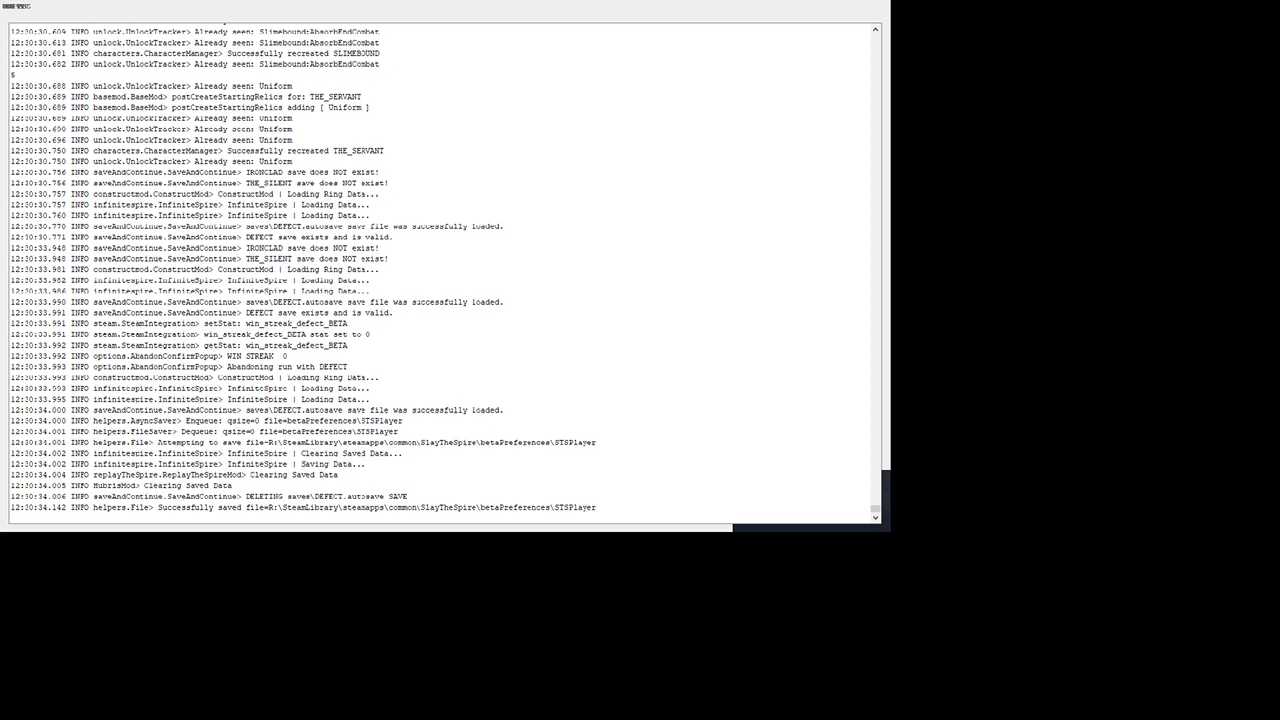 12:30:30.609 INFO unlock.UnlockTracker> Already seen: Slimebound:AbsorbEndCombat
12:30:30.613 INFO unlock.UnlockTracker> Already seen: Slimebound:AbsorbEndCombat
12:30:30.681 INFO characters.CharacterManager> Successfully recreated SLIMEBOUND
12:30:30.682 INFO unlock.UnlockTracker> Already seen: Slimebound:AbsorbEndCombat
5
12:30:30.688 INFO unlock.UnlockTracker> Already seen: Uniform
12:30:30.689 INFO basemod.BaseMod> postCreateStartingRelics for: THE_SERVANT
12:30:30.689 INFO basemod.BaseMod> postCreateStartingRelics adding [ Uniform ]
12:30:30.689 INFO unlock.UnlockTracker> Already seen: Uniform
12:30:30.690 INFO unlock.UnlockTracker> Already seen: Uniform
12:30:30.696 INFO unlock.UnlockTracker> Already seen: Uniform
12:30:30.750 INFO characters.CharacterManager> Successfully recreated THE_SERVANT
12:30:30.750 INFO unlock.UnlockTracker> Already seen: Uniform
12:30:30.756 INFO saveAndContinue.SaveAndContinue> IRONCLAD save does NOT exist!
12:30:30.756 INFO saveAndContinue.SaveAndContinue> THE_SILENT save does NOT exist!
12:30:30.757 INFO constructmod.ConstructMod> ConstructMod | Loading Ring Data...
12:30:30.757 INFO infinitespire.InfiniteSpire> InfiniteSpire | Loading Data...
12:30:30.760 INFO infinitespire.InfiniteSpire> InfiniteSpire | Loading Data...
12:30:30.770 INFO saveAndContinue.SaveAndContinue> saves\DEFECT.autosave save file was successfully loaded.
12:30:30.771 INFO saveAndContinue.SaveAndContinue> DEFECT save exists and is valid.
12:30:33.948 INFO saveAndContinue.SaveAndContinue> IRONCLAD save does NOT exist!
12:30:33.948 INFO saveAndContinue.SaveAndContinue> THE_SILENT save does NOT exist!
12:30:33.981 INFO constructmod.ConstructMod> ConstructMod | Loading Ring Data...
12:30:33.982 INFO infinitespire.InfiniteSpire> InfiniteSpire | Loading Data...
12:30:33.986 INFO infinitespire.InfiniteSpire> InfiniteSpire | Loading Data...
12:30:33.990 INFO saveAndContinue.SaveAndContinue> saves\DEFECT.autosave save file was successfully loaded.
12:30:33.991 INFO saveAndContinue.SaveAndContinue> DEFECT save exists and is valid.
12:30:33.991 INFO steam.SteamIntegration> setStat: win_streak_defect_BETA
12:30:33.991 INFO steam.SteamIntegration> win_streak_defect_BETA stat set to 0
12:30:33.992 INFO steam.SteamIntegration> getStat: win_streak_defect_BETA
12:30:33.992 INFO options.AbandonConfirmPopup> WIN STREAK  0
12:30:33.993 INFO options.AbandonConfirmPopup> Abandoning run with DEFECT
12:30:33.993 INFO constructmod.ConstructMod> ConstructMod | Loading Ring Data...
12:30:33.993 INFO infinitespire.InfiniteSpire> InfiniteSpire | Loading Data...
12:30:33.995 INFO infinitespire.InfiniteSpire> InfiniteSpire | Loading Data...
12:30:34.000 INFO saveAndContinue.SaveAndContinue> saves\DEFECT.autosave save file was successfully loaded.
12:30:34.000 INFO helpers.AsyncSaver> Enqueue: qsize=0 file=betaPreferences\STSPlayer
12:30:34.001 INFO helpers.FileSaver> Dequeue: qsize=0 file=betaPreferences\STSPlayer
12:30:34.001 INFO helpers.File> Attempting to save file=R:\SteamLibrary\steamapps\common\SlayTheSpire\betaPreferences\STSPlayer
12:30:34.002 INFO infinitespire.InfiniteSpire> InfiniteSpire | Clearing Saved Data...
12:30:34.002 INFO infinitespire.InfiniteSpire> InfiniteSpire | Saving Data...
12:30:34.004 INFO replayTheSpire.ReplayTheSpireMod> Clearing Saved Data
12:30:34.005 INFO HubrisMod> Clearing Saved Data
12:30:34.006 INFO saveAndContinue.SaveAndContinue> DELETING saves\DEFECT.autosave SAVE
12:30:34.142 INFO helpers.File> Successfully saved file=R:\SteamLibrary\steamapps\common\SlayTheSpire\betaPreferences\STSPlayer